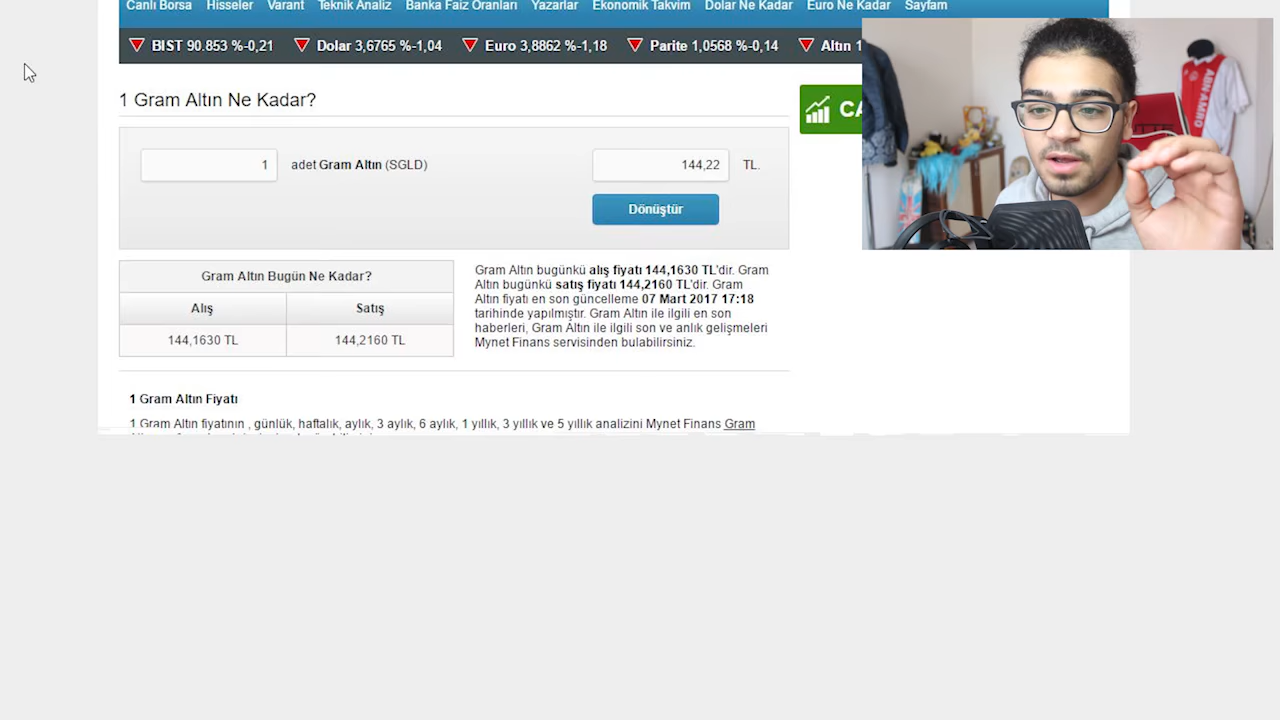 Canlı Borsa Hisseler Varant Teknik Analiz Banka Faiz Oranları Yazarlar Ekonomik Takvim Dolar Ne Kadar Euro Ne Kadar Sayfam
BIST 90.853 %-0,21 Dolar 3,6765 %-1,04 Euro 3,8862 %-1,18 Parite 1,0568 %-0,14 Altın 1
1 Gram Altın Ne Kadar?
CA
1 adet Gram Altın (SGLD) 144,22 TL.
Dönüştür
Gram Altın Bugün Ne Kadar?
Alış Satış
144,1630 TL 144,2160 TL
Gram Altın bugünkü alış fiyatı 144,1630 TL'dir. Gram
Altın bugünkü satış fiyatı 144,2160 TL'dir. Gram
Altın fiyatı en son güncelleme 07 Mart 2017 17:18
tarihinde yapılmıştır. Gram Altın ile ilgili en son
haberleri, Gram Altın ile ilgili son ve anlık gelişmeleri
Mynet Finans servisinden bulabilirsiniz.
1 Gram Altın Fiyatı
1 Gram Altın fiyatının , günlük, haftalık, aylık, 3 aylık, 6 aylık, 1 yıllık, 3 yıllık ve 5 yıllık analizini Mynet Finans Gram
ABN AMRO